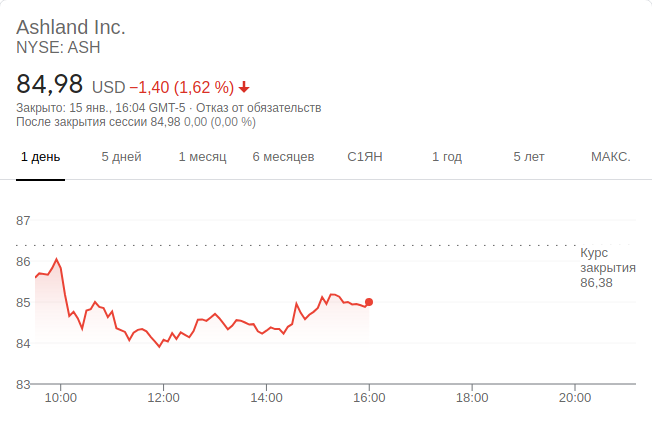 Ashland Inc.
NYSE: ASH
84,98 USD −1,40 (1,62 %)
Закрыто: 15 янв., 16:04 GMT-5 · Отказ от обязательств
После закрытия сессии 84,98 0,00 (0,00 %)
1 день 5 дней 1 месяц 6 месяцев С1ЯН 1 год 5 лет МАКС.
87
86
85
84
83
Курс
закрытия
86,38
10:00 12:00 14:00 16:00 18:00 20:00